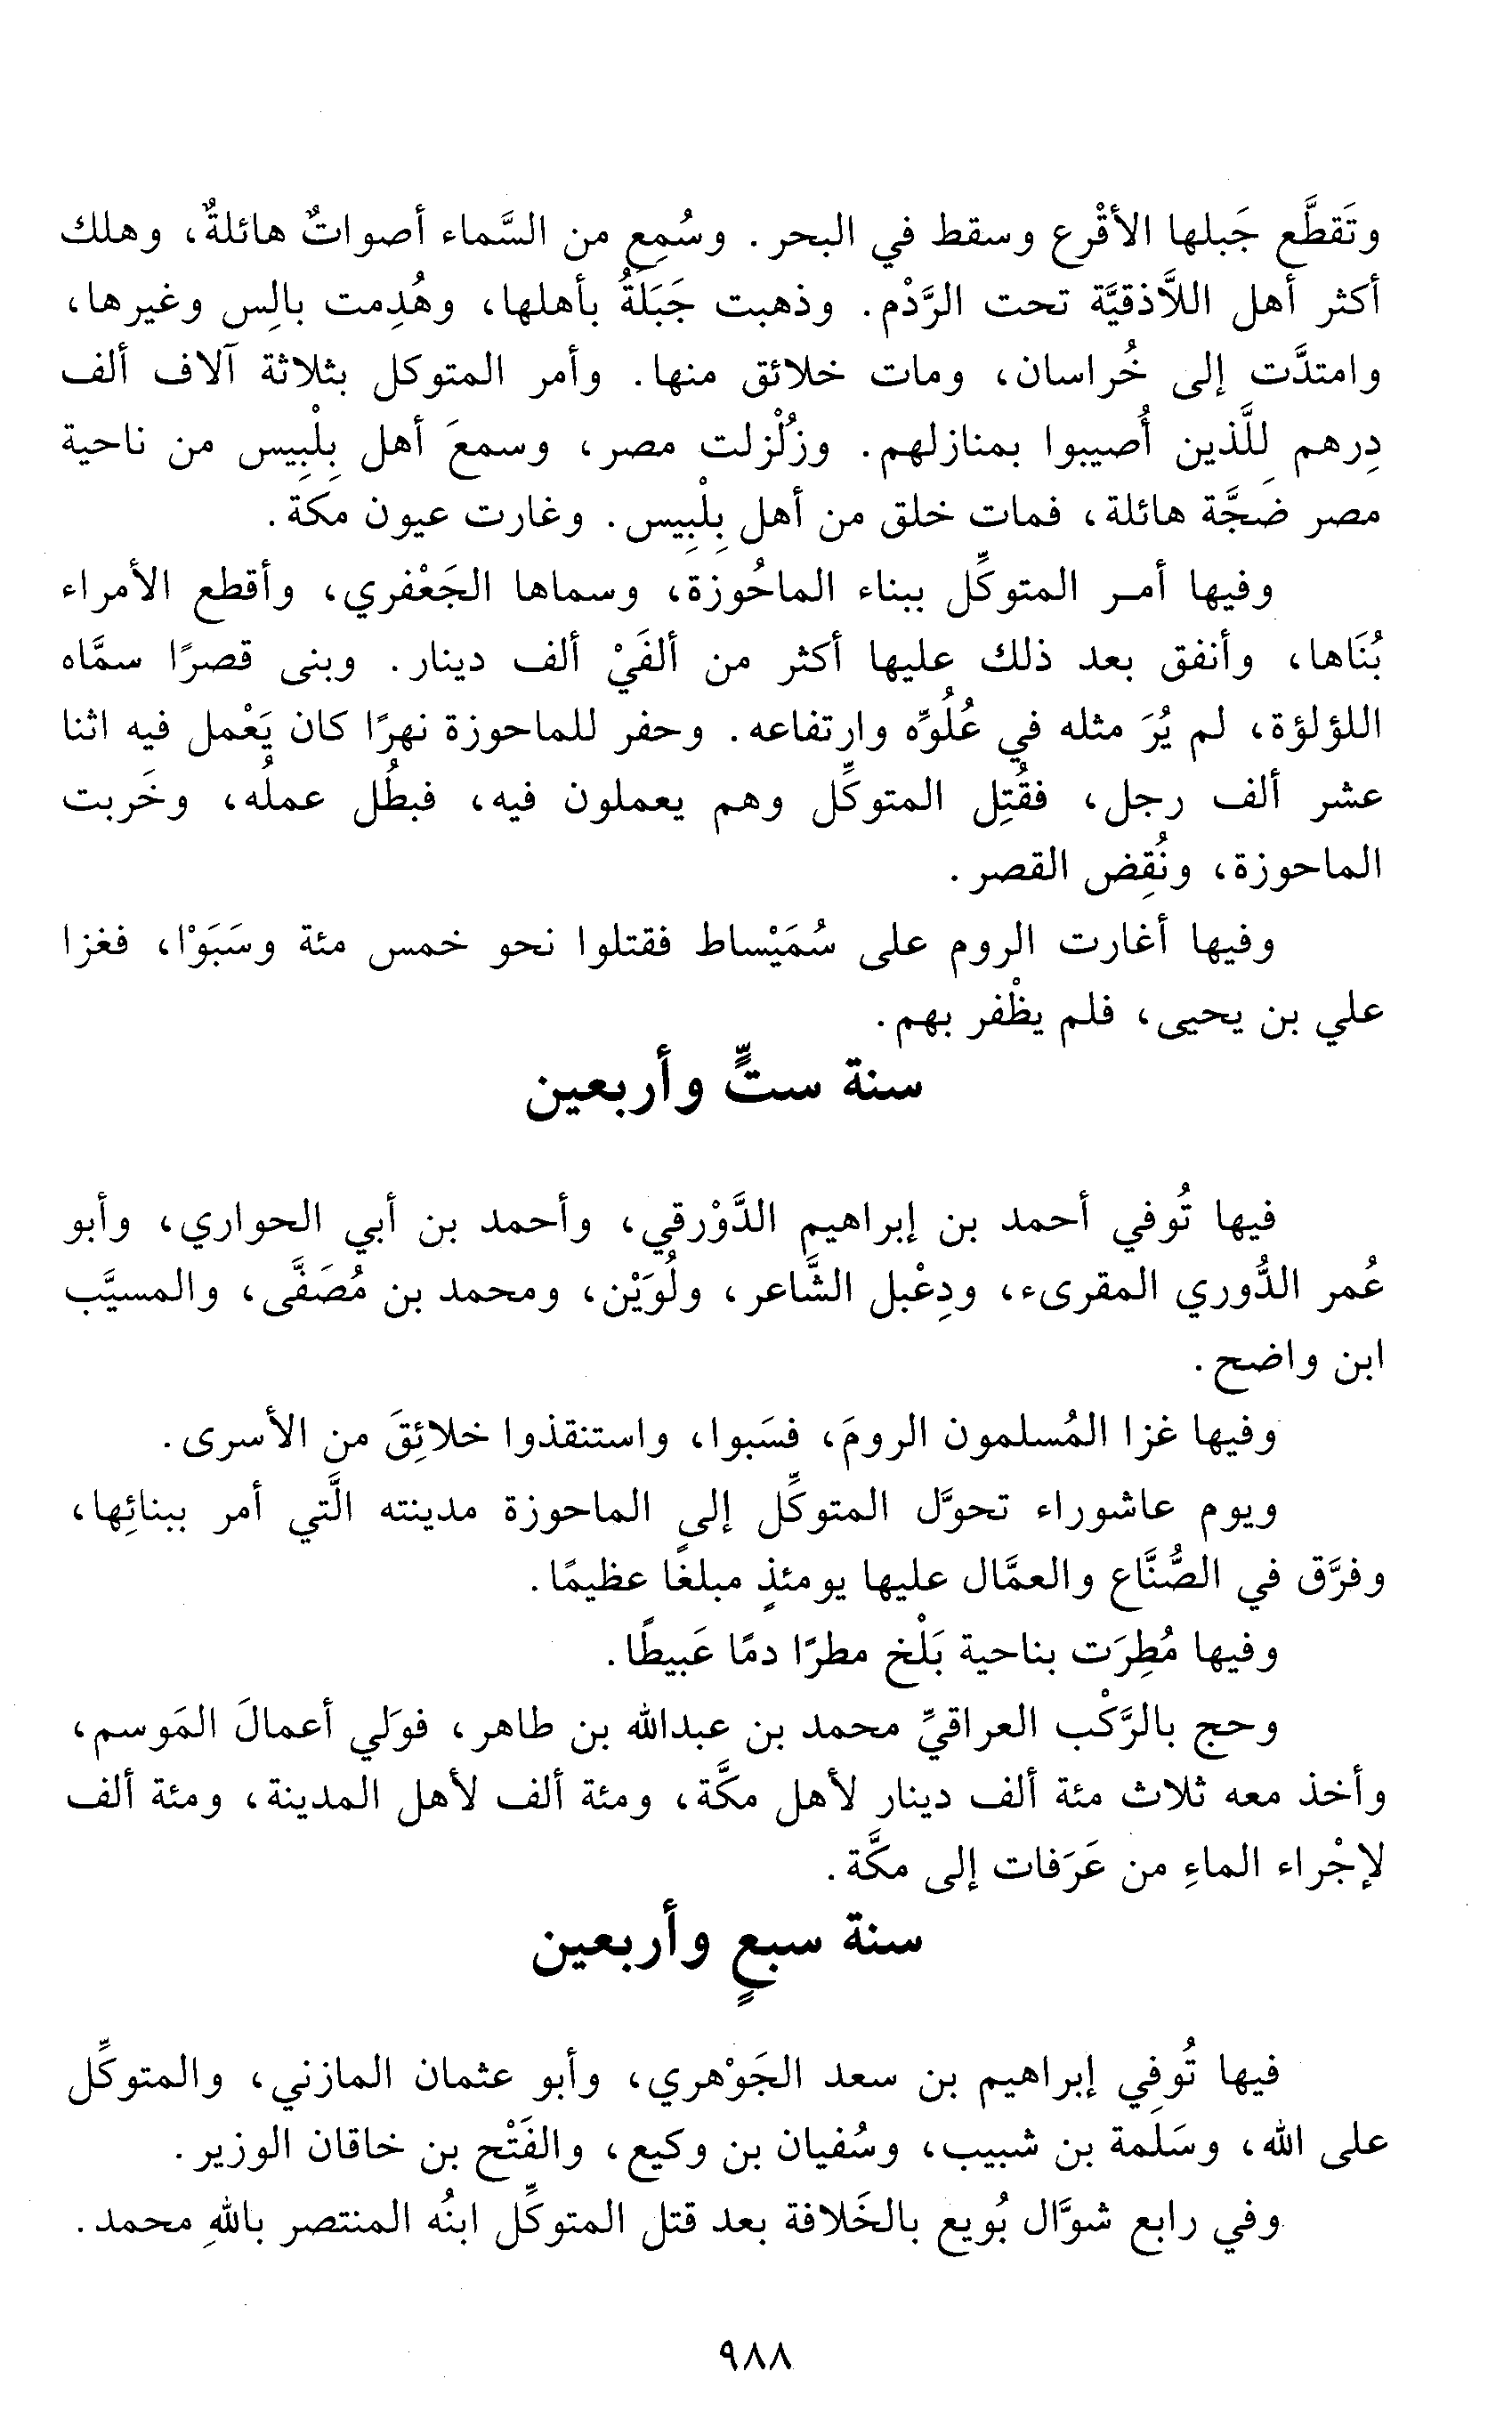 وتَقطَّع جَبلها الأقْرع وسقط في البحر. وسُمِع من السَّماء أصواتٌ هائلةٌ، وهلك
أكثر أهل اللاَّذقيَّة تحت الرَّدْم. وذهبت جَبَلَةُ بأهلها، وهُدِمت بالِس وغيرها،
وامتدَّت إلى خُراسان، ومات خلائق منها. وأمر المتوكل بثلاثة آلاف ألف
دِرهم لِلَّذين أُصيبوا بمنازلهم. وزُلْزلت مصر، وسمعَ أهل بِلْبِيس من ناحية
مصر ضَجَّة هائلة، فمات خلق من أهل بِلْبِيس. وغارت عيون مكة.
وفيها أمر المتوكِّل ببناء الماحُوزة، وسماها الجَعْفري، وأقطع الأمراء
بُنَاها، وأنفق بعد ذلك عليها أكثر من ألفَيْ ألف دينار. وبنى قصرًا سمَّاه
اللؤلؤة، لم يُرَ مثله في عُلُوِّه وارتفاعه. وحفر للماحوزة نهرًا كان يَعْمل فيه اثنا
عشر ألف رجل، فقُتِل المتوكِّل وهم يعملون فيه، فبطُل عملُه، وخَربت
الماحوزة، ونُقِض القصر.
وفيها أغارت الروم على سُمَيْساط فقتلوا نحو خمس مئة وسَبَوْا، فغزا
علي بن يحيى، فلم يظْفر بهم.
سنة ستٍّ وأربعين
فيها تُوفي أحمد بن إبراهيم الدَّوْرقي، وأحمد بن أبي الحواري، وأبو
عُمر الدُّوري المقرىء، ودِعْبل الشَّاعر، ولُوَيْن، ومحمد بن مُصَفَّى، والمسيَّب
ابن واضح.
وفيها غزا المُسلمون الرومَ، فسَبوا، واستنقذوا خلائِقَ من الأسرى.
ويوم عاشوراء تحوَّل المتوكِّل إلى الماحوزة مدينته الَّتي أمر ببنائِها،
وفرَّق في الصُّنَّاع والعمَّال عليها يومئذٍ مبلغًا عظيمًا.
وفيها مُطِرَت بناحية بَلْخ مطرًا دمًا عَبيطًا.
وحج بالرَّكْب العراقيِّ محمد بن عبدالله بن طاهر، فوَلي أعمالَ المَوسم،
وأخذ معه ثلاث مئة ألف دينار لأهل مكَّة، ومئة ألف لأهل المدينة، ومئة ألف
لإجْراء الماءِ من عَرَفات إلى مكَّة.
سنة سبعٍ وأربعين
فيها تُوفِي إبراهيم بن سعد الجَوْهري، وأبو عثمان المازني، والمتوكِّل
على الله، وسَلَمة بن شبيب، وسُفيان بن وكيع، والفَتْح بن خاقان الوزير.
وفي رابع شوَّال بُويع بالخَلافة بعد قتل المتوكِّل ابنُه المنتصر باللهِ محمد.
٩٨٨